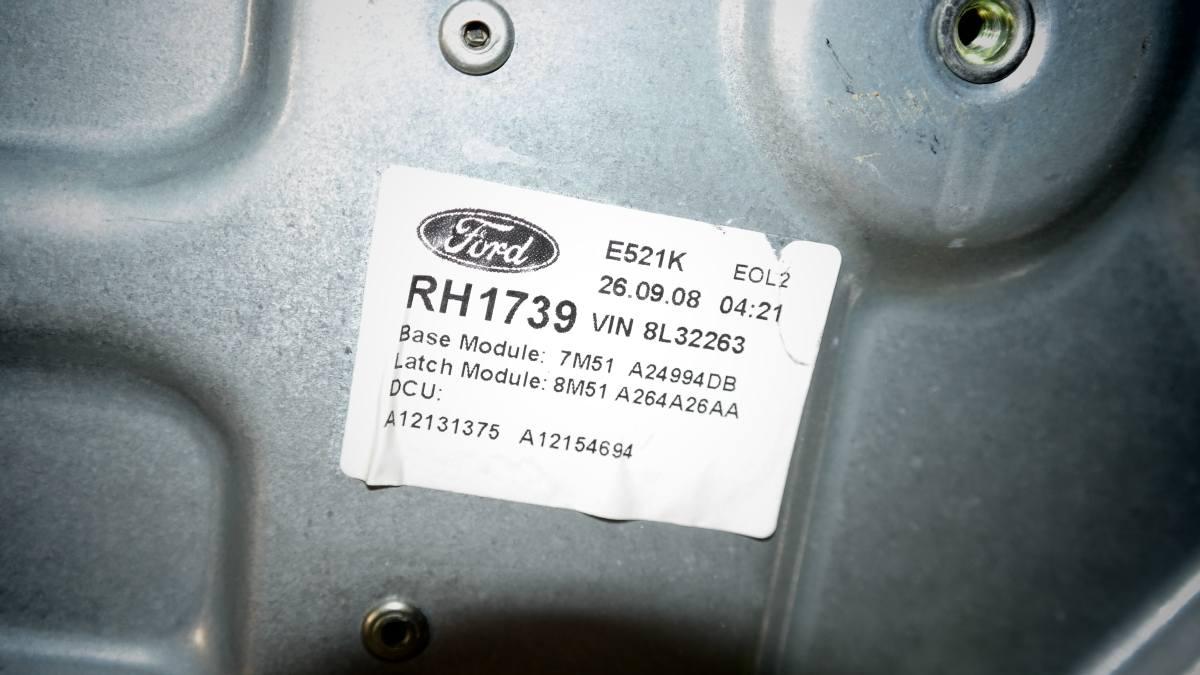 Ford
E521K EOL2
26.09.08 04:21
RH1739 VIN 8L32263
Base Module: 7M51 A24994DB
Latch Module: 8M51 A264A26AA
DCU:
A12131375 A12154694